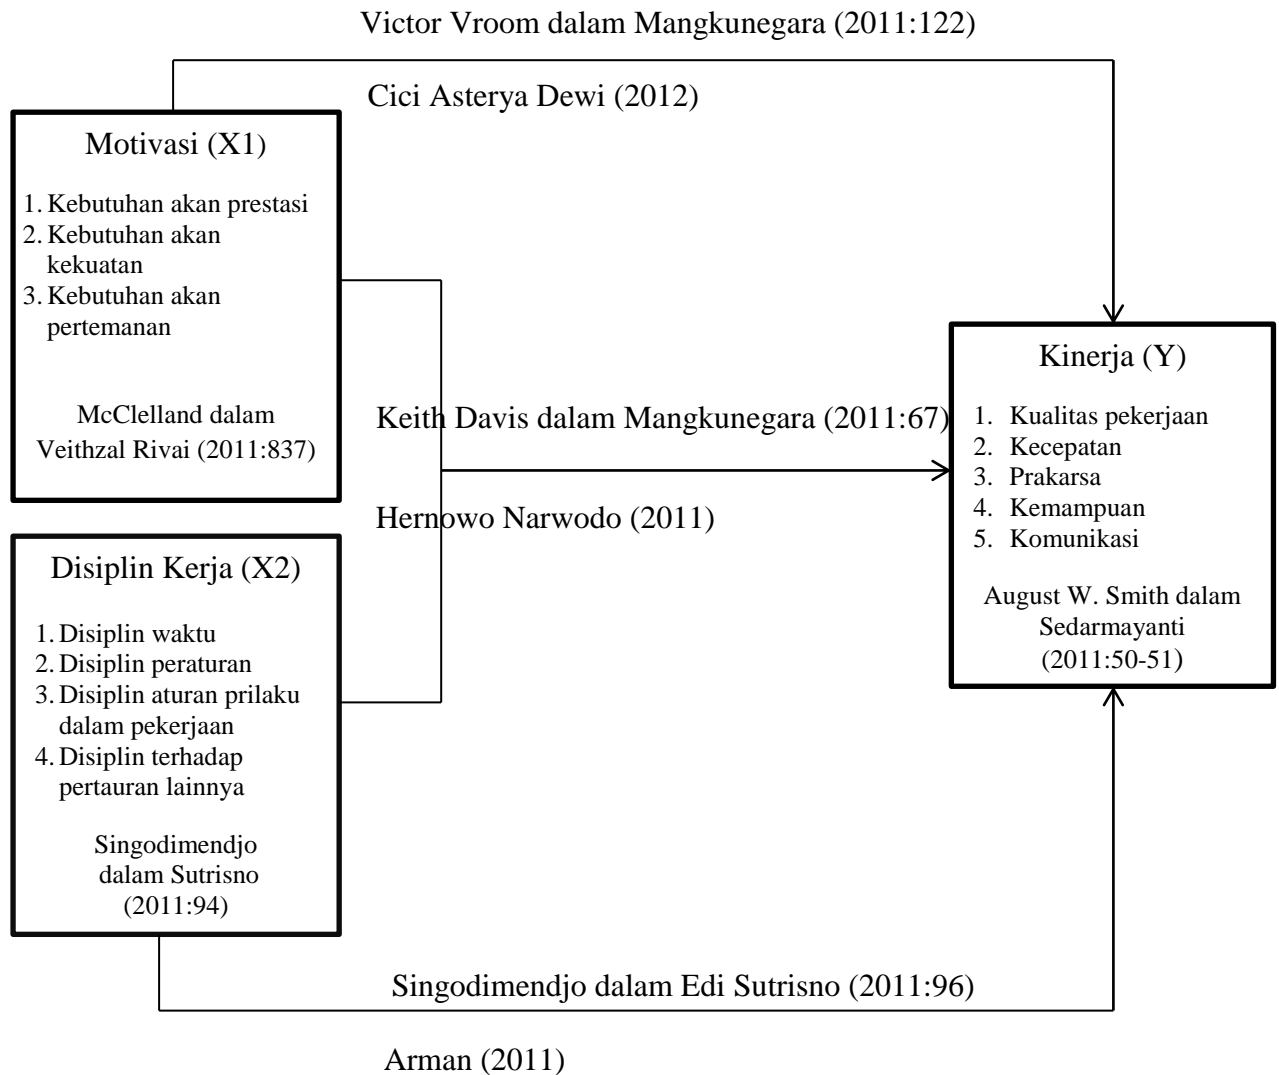 Victor Vroom dalam Mangkunegara (2011:122)
Cici Asterya Dewi (2012)
Motivasi (X1)
1. Kebutuhan akan prestasi
2. Kebutuhan akan
kekuatan
3. Kebutuhan akan
pertemanan
McClelland dalam
Veithzal Rivai (2011:837)
Keith Davis dalam Mangkunegara (2011:67)
Hernowo Narwodo (2011)
Kinerja (Y)
1. Kualitas pekerjaan
2. Kecepatan
3. Prakarsa
4. Kemampuan
5. Komunikasi
August W. Smith dalam
Sedarmayanti
(2011:50-51)
Disiplin Kerja (X2)
1. Disiplin waktu
2. Disiplin peraturan
3. Disiplin aturan prilaku
dalam pekerjaan
4. Disiplin terhadap
pertauran lainnya
Singodimendjo
dalam Sutrisno
(2011:94)
Singodimendjo dalam Edi Sutrisno (2011:96)
Arman (2011)